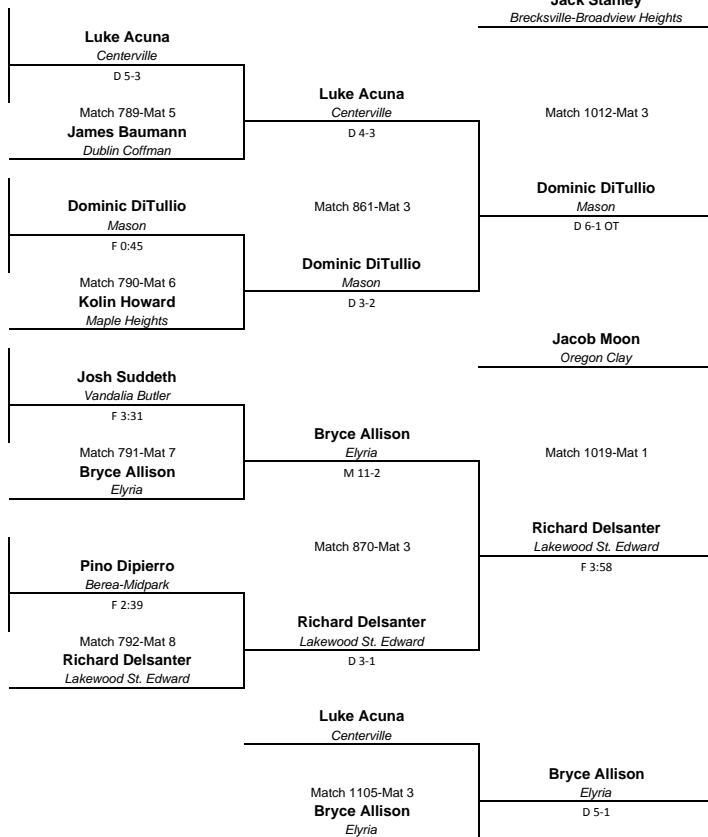 Jack Stanley
Brecksville-Broadview Heights
Luke Acuna
Centerville
D 5-3
Match 789-Mat 5
James Baumann
Dublin Coffman
Luke Acuna
Centerville
D 4-3
Match 1012-Mat 3
Dominic DiTullio
Mason
F 0:45
Match 790-Mat 6
Kolin Howard
Maple Heights
Match 861-Mat 3
Dominic DiTullio
Mason
D 3-2
Dominic DiTullio
Mason
D 6-1 OT
Jacob Moon
Oregon Clay
Josh Suddeth
Vandalia Butler
F 3:31
Match 791-Mat 7
Bryce Allison
Elyria
Bryce Allison
Elyria
M 11-2
Match 1019-Mat 1
Match 870-Mat 3
Richard Delsanter
Lakewood St. Edward
F 3:58
Pino Dipierro
Berea-Midpark
F 2:39
Match 792-Mat 8
Richard Delsanter
Lakewood St. Edward
Richard Delsanter
Lakewood St. Edward
D 3-1
Luke Acuna
Centerville
Match 1105-Mat 3
Bryce Allison
Elyria
Bryce Allison
Elyria
D 5-1